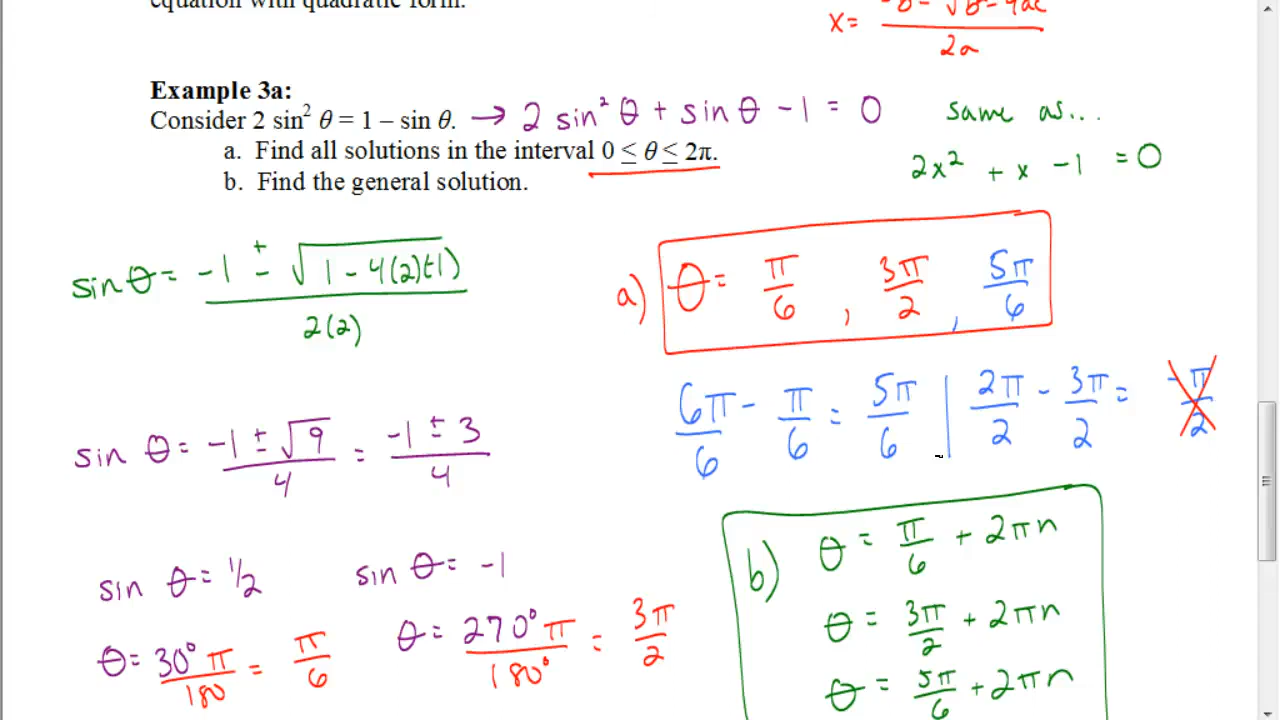 equation with quadratic form.
x = -b - √b² - 4ac / 2a
Example 3a:
Consider 2 sin² θ = 1 – sin θ. → 2 sin² θ + sin θ - 1 = 0 same as...
a. Find all solutions in the interval 0 ≤ θ ≤ 2π.
2x² + x - 1 = 0
b. Find the general solution.
sin θ = -1 ± √1 - 4(2)(-1) / 2(2)
a) θ = π/6 , 3π/2 , 5π/6
6π/6 - π/6 = 5π/6 | 2π/2 - 3π/2 = -π/2
sin θ = -1 ± √9 / 4 = -1 ± 3 / 4
b) θ = π/6 + 2πn
sin θ = 1/2 sin θ = -1
θ = 3π/2 + 2πn
θ = 30° π / 180 = π/6 θ = 270° π / 180° = 3π/2
θ = 5π/6 + 2πn